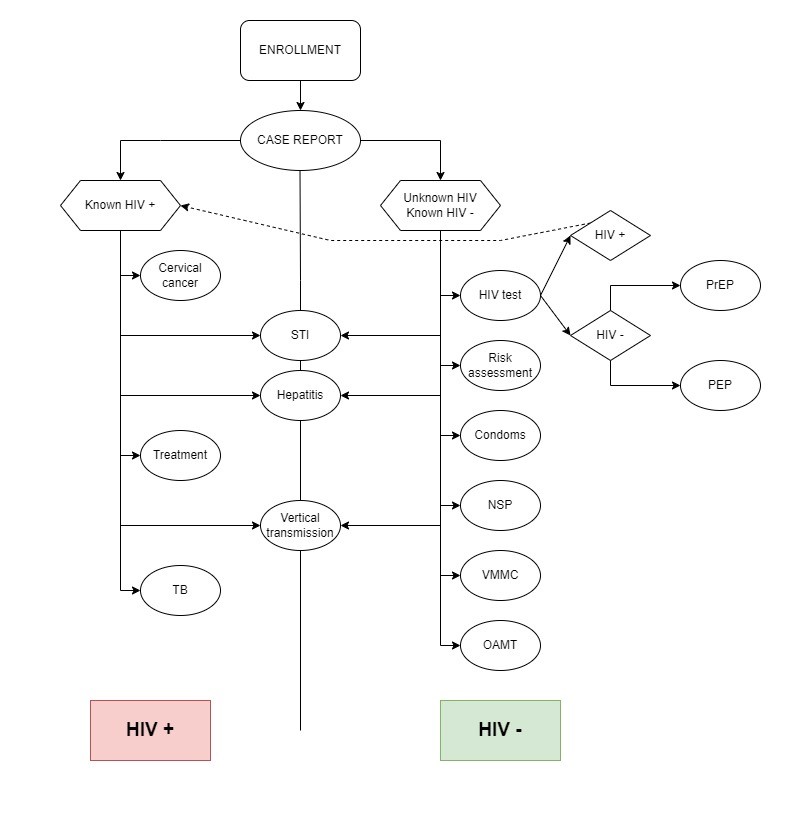 ENROLLMENT
CASE REPORT
Known HIV +
Unknown HIV
Known HIV -
HIV +
Cervical
cancer
HIV test
PrEP
STI
HIV -
Risk
assessment
PEP
Hepatitis
Condoms
Treatment
NSP
Vertical
transmission
VMMC
TB
OAMT
HIV +
HIV -